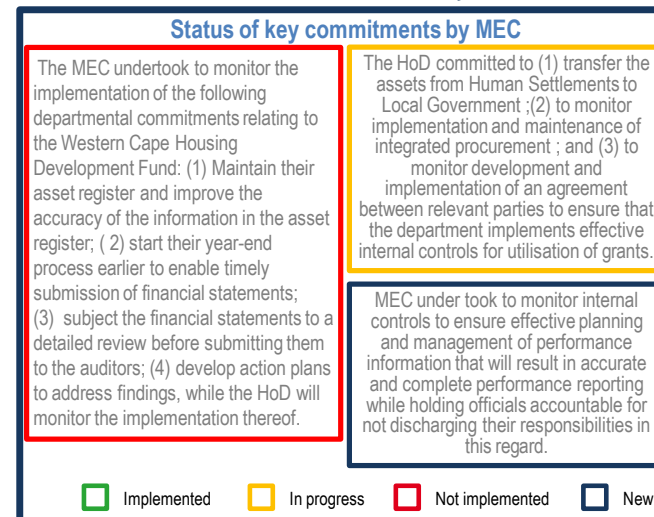 Status of key commitments by MEC
The MEC undertook to monitor the
implementation of the following
departmental commitments relating to
the Western Cape Housing
Development Fund: (1) Maintain their
asset register and improve the
accuracy of the information in the asset
register; ( 2) start their year-end
process earlier to enable timely
submission of financial statements;
(3) subject the financial statements to a
detailed review before submitting them
to the auditors; (4) develop action plans
to address findings, while the HoD will
monitor the implementation thereof.
The HoD committed to (1) transfer the
assets from Human Settlements to
Local Government ;(2) to monitor
implementation and maintenance of
integrated procurement ; and (3) to
monitor development and
implementation of an agreement
between relevant parties to ensure that
the department implements effective
internal controls for utilisation of grants.
MEC under took to monitor internal
controls to ensure effective planning
and management of performance
information that will result in accurate
and complete performance reporting
while holding officials accountable for
not discharging their responsibilities in
this regard.
Implemented In progress Not implemented New